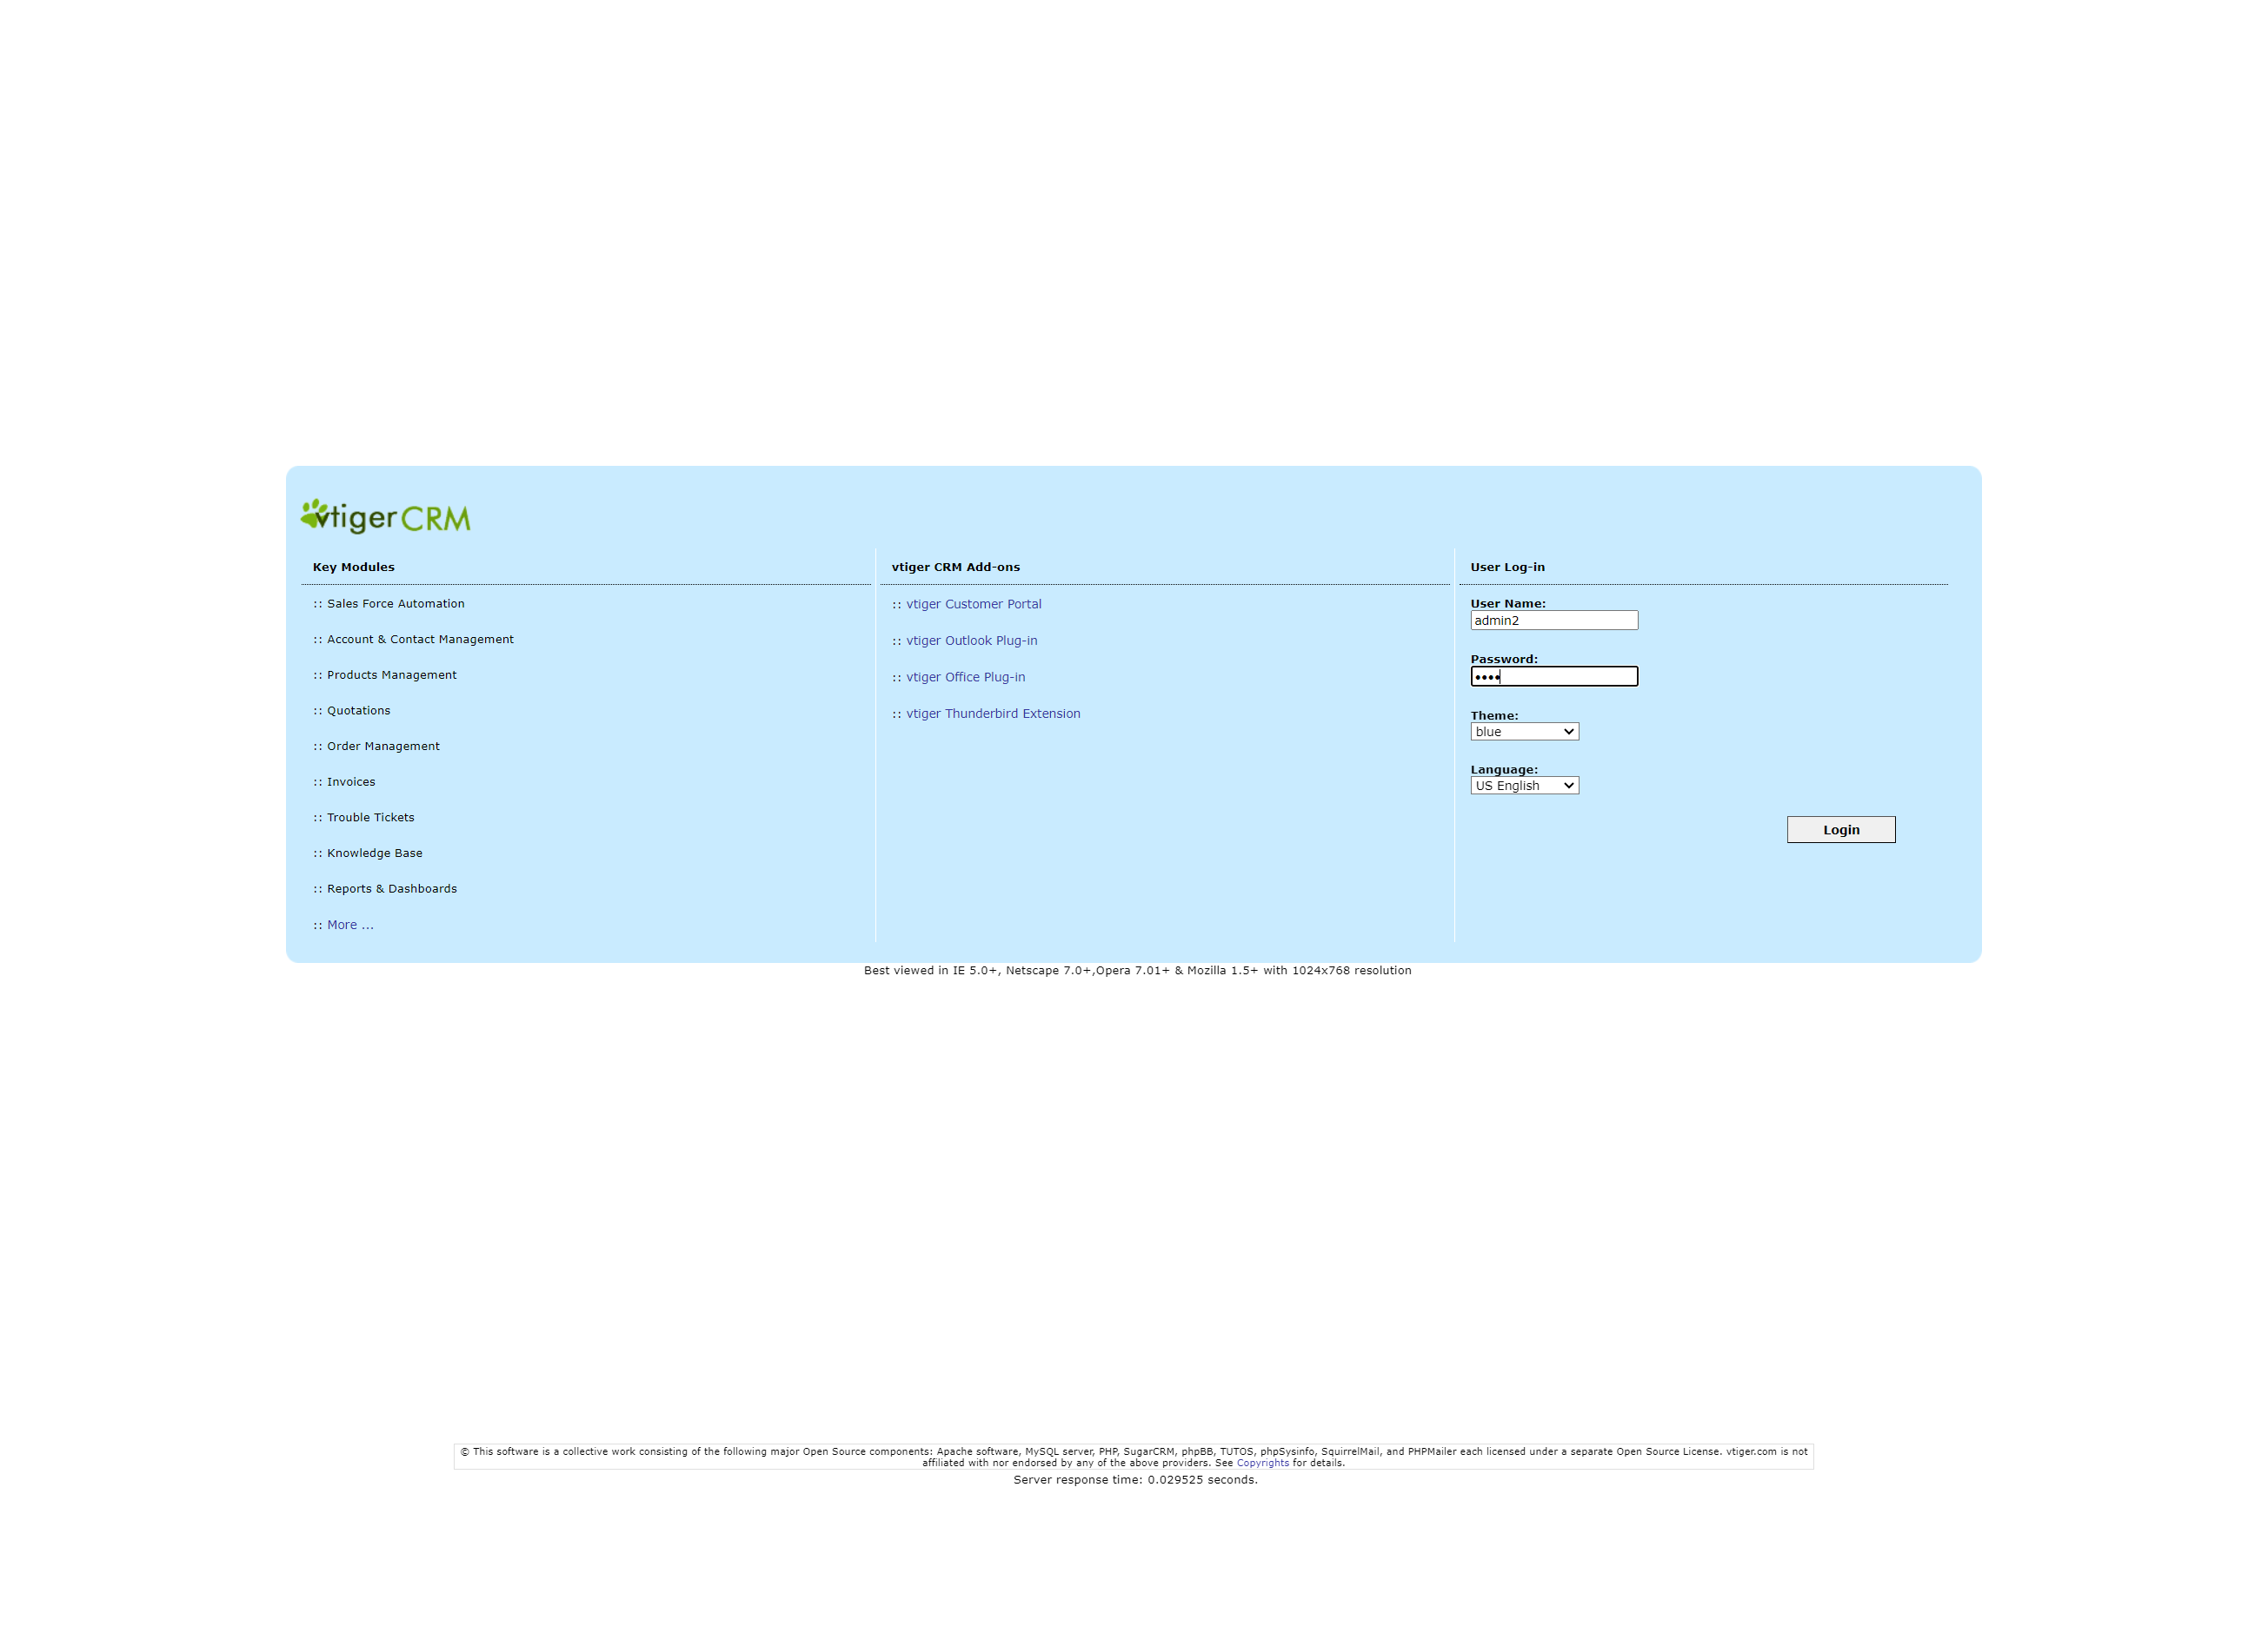 vtiger CRM
Key Modules
:: Sales Force Automation
:: Account & Contact Management
:: Products Management
:: Quotations
:: Order Management
:: Invoices
:: Trouble Tickets
:: Knowledge Base
:: Reports & Dashboards
:: More ...
vtiger CRM Add-ons
:: vtiger Customer Portal
:: vtiger Outlook Plug-in
:: vtiger Office Plug-in
:: vtiger Thunderbird Extension
User Log-in
User Name:
admin2
Password:
••••
Theme:
blue
Language:
US English
Login
Best viewed in IE 5.0+, Netscape 7.0+,Opera 7.01+ & Mozilla 1.5+ with 1024x768 resolution
© This software is a collective work consisting of the following major Open Source components: Apache software, MySQL server, PHP, SugarCRM, phpBB, TUTOS, phpSysinfo, SquirrelMail, and PHPMailer each licensed under a separate Open Source License. vtiger.com is not
affiliated with nor endorsed by any of the above providers. See Copyrights for details.
Server response time: 0.029525 seconds.